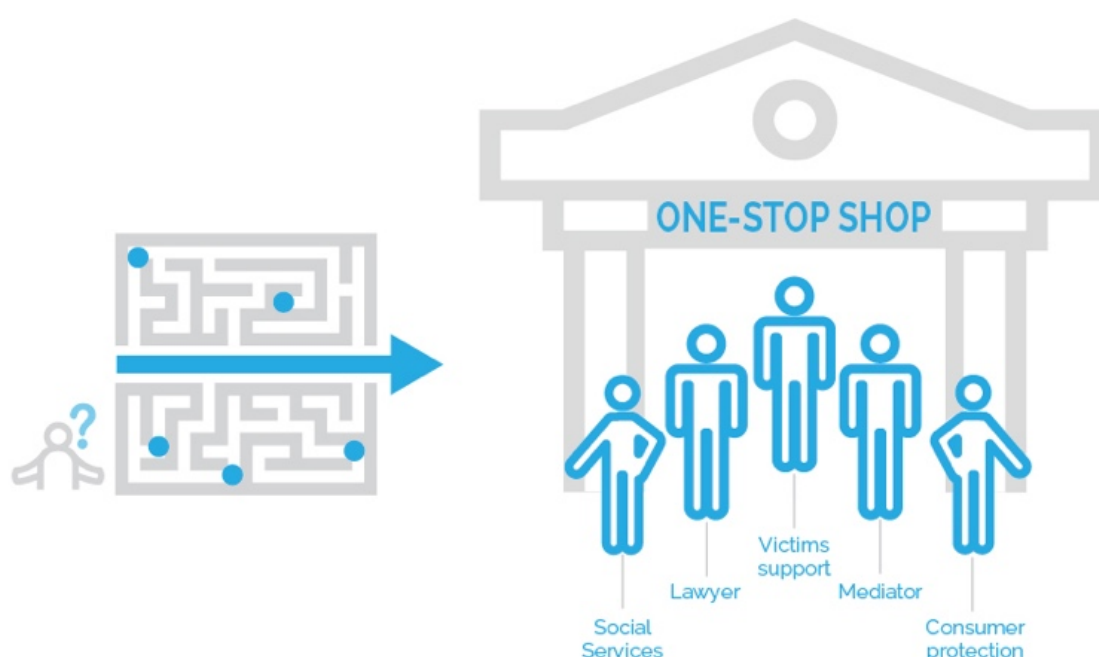 ONE-STOP SHOP
?
Victims
support
Lawyer
Mediator
Social
Services
Consumer
protection